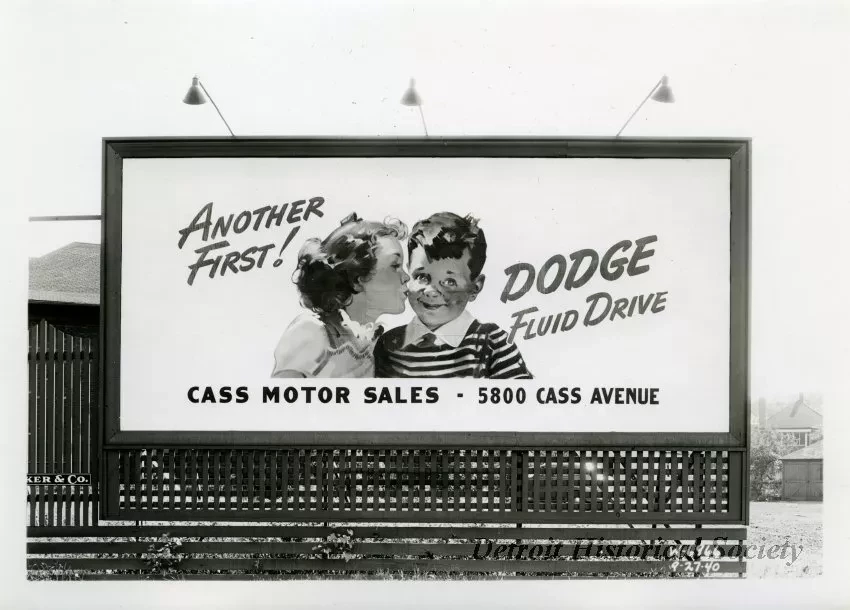 ANOTHER
FIRST!
DODGE
FLUID DRIVE
CASS MOTOR SALES - 5800 CASS AVENUE
KER & CO.
Detroit Historical Society
9-27-40